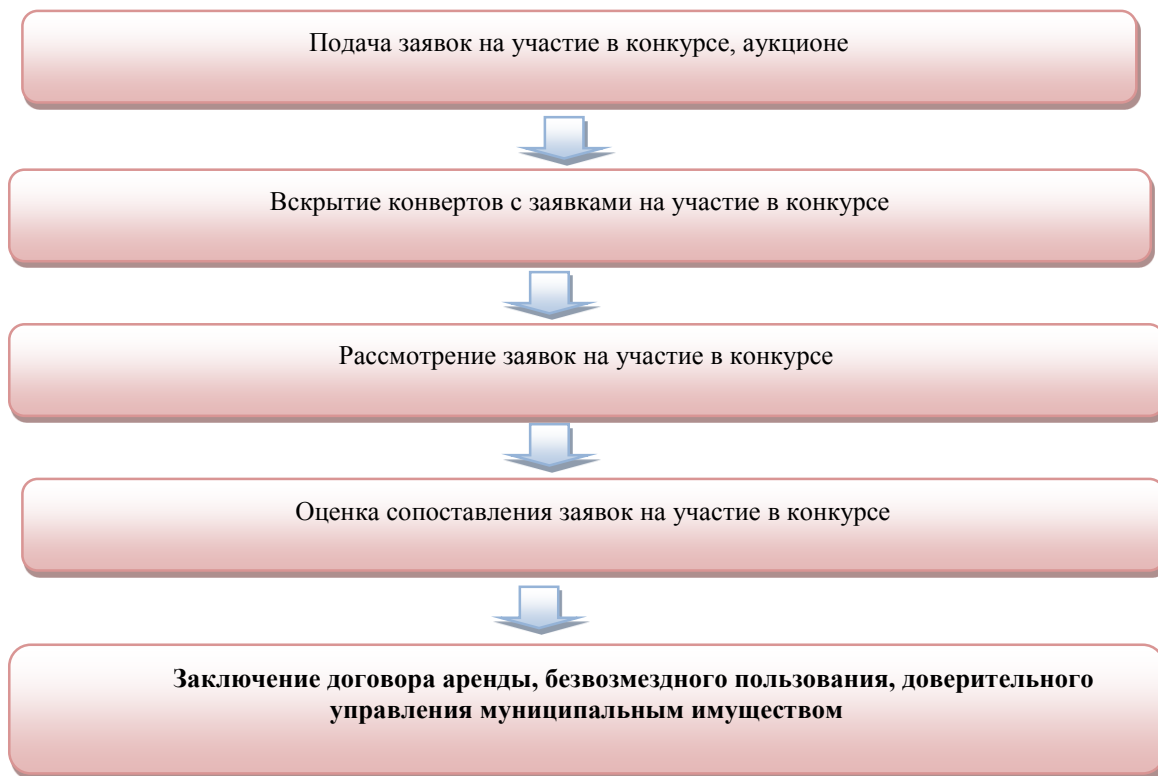 Подача заявок на участие в конкурсе, аукционе
Вскрытие конвертов с заявками на участие в конкурсе
Рассмотрение заявок на участие в конкурсе
Оценка сопоставления заявок на участие в конкурсе
Заключение договора аренды, безвозмездного пользования, доверительного
управления муниципальным имуществом